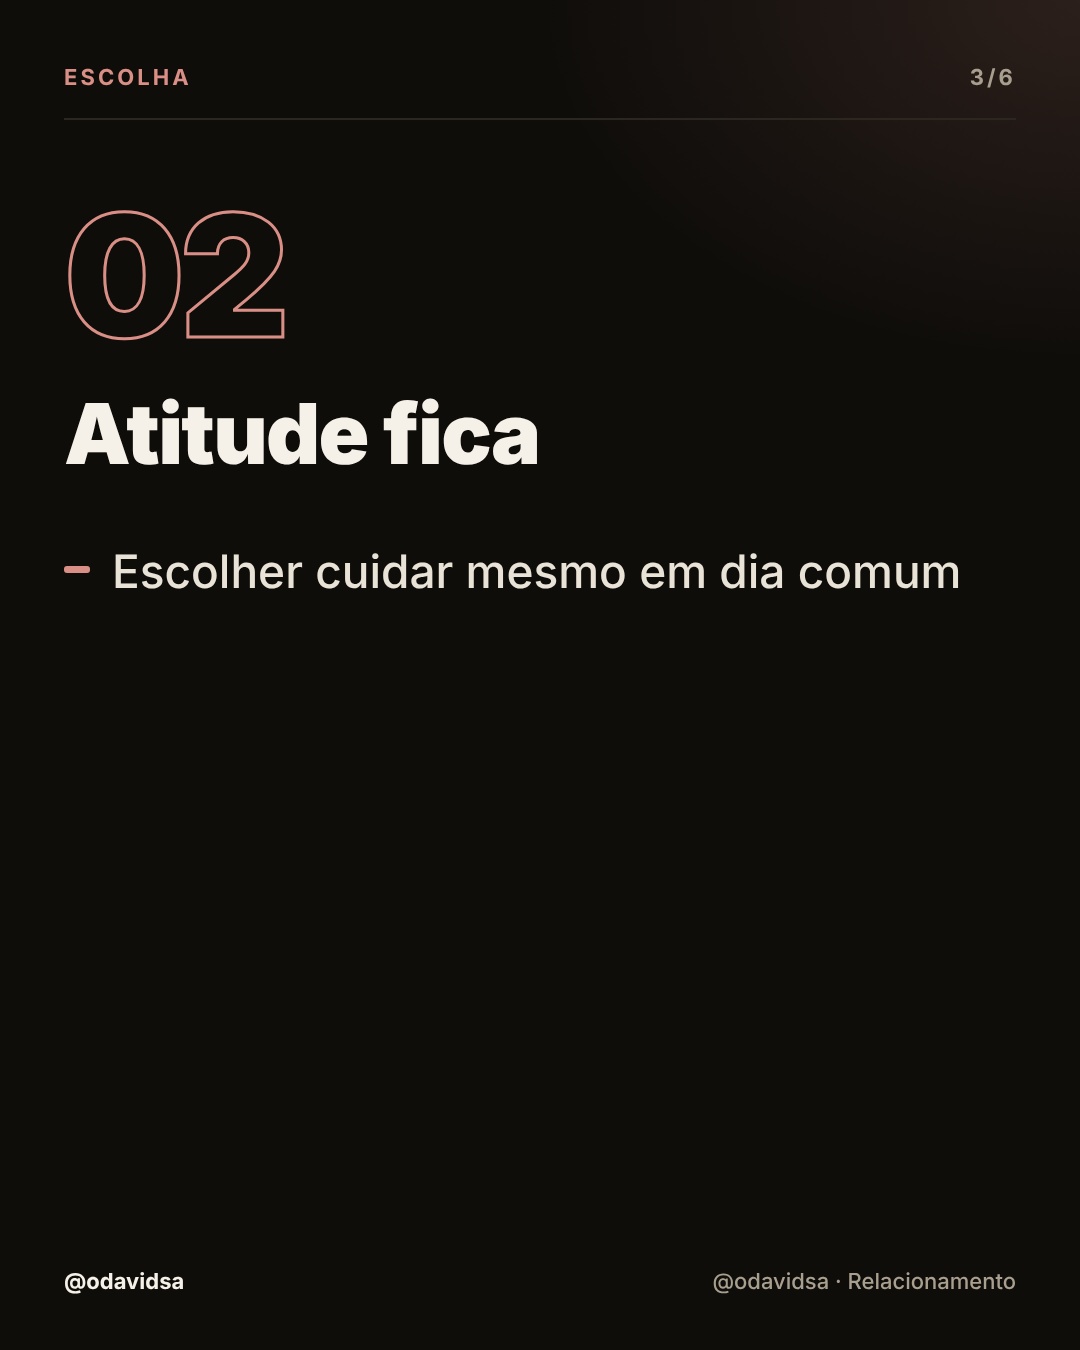 ESCOLHA
3/6
02
Atitude fica
Escolher cuidar mesmo em dia comum
@odavidsa
@odavidsa · Relacionamento